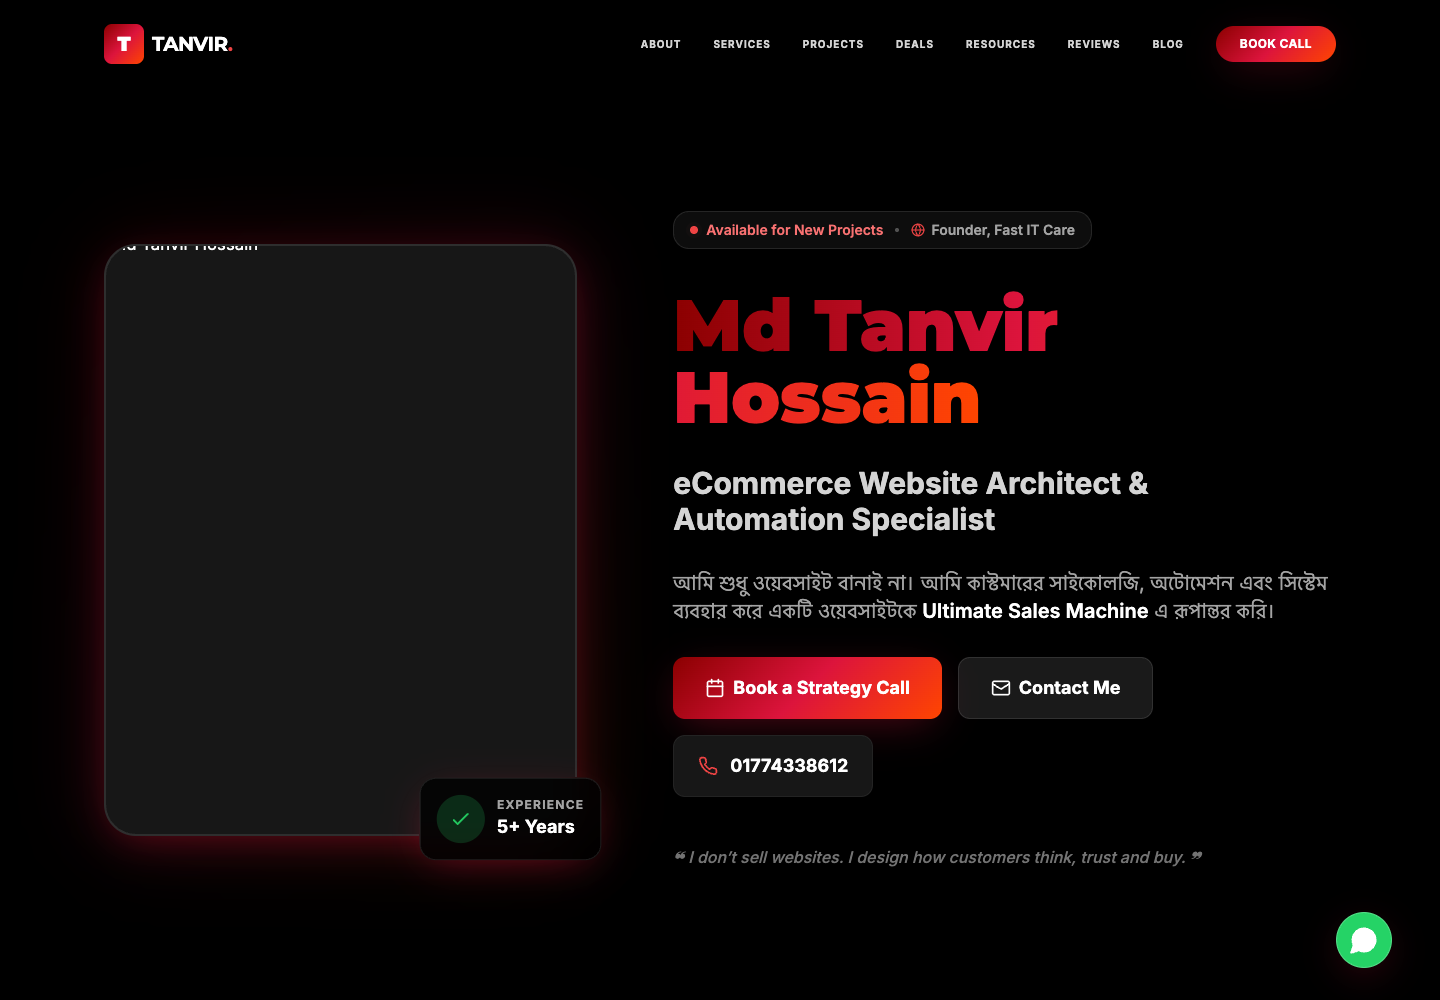 T TANVIR.
ABOUT SERVICES PROJECTS DEALS RESOURCES REVIEWS BLOG BOOK CALL
Tanvir Hossain
EXPERIENCE
5+ Years
Available for New Projects • Founder, Fast IT Care
Md Tanvir
Hossain
eCommerce Website Architect &
Automation Specialist
আমি শুধু ওয়েবসাইট বানাই না। আমি কাস্টমারের সাইকোলজি, অটোমেশন এবং সিস্টেম
ব্যবহার করে একটি ওয়েবসাইটকে Ultimate Sales Machine এ রূপান্তর করি।
Book a Strategy Call
Contact Me
01774338612
❝ I don’t sell websites. I design how customers think, trust and buy. ❞